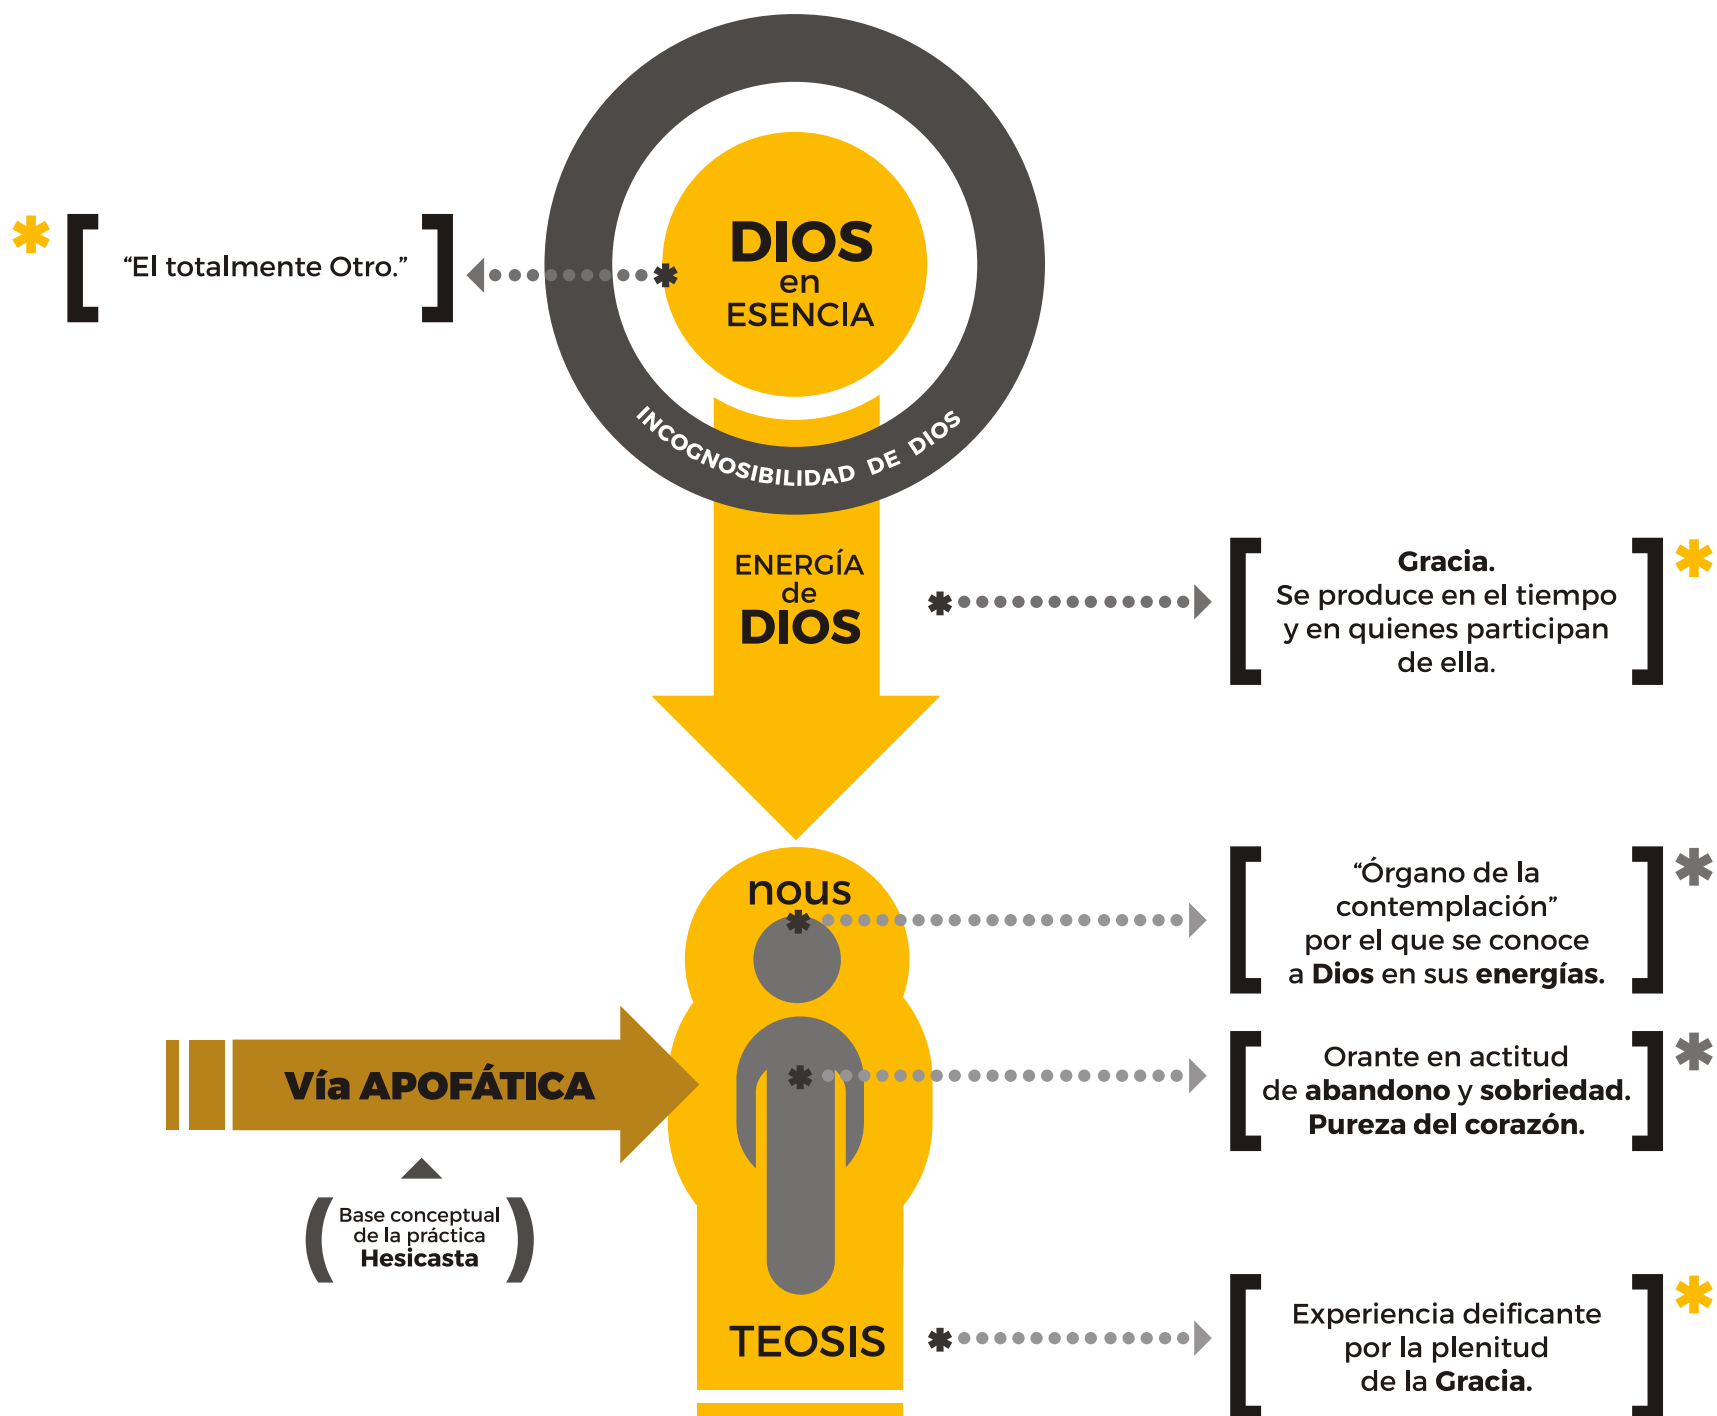 DIOS
en
ESENCIA
“El totalmente Otro.”
INCOGNOSIBILIDAD DE DIOS
ENERGÍA
de
DIOS
Gracia.
Se produce en el tiempo
y en quienes participan
de ella.
nous
“Órgano de la
contemplación”
por el que se conoce
a Dios en sus energías.
Vía APOFÁTICA
Orante en actitud
de abandono y sobriedad.
Pureza del corazón.
(Base conceptual
de la práctica
Hesicasta)
TEOSIS
Experiencia deificante
por la plenitud
de la Gracia.